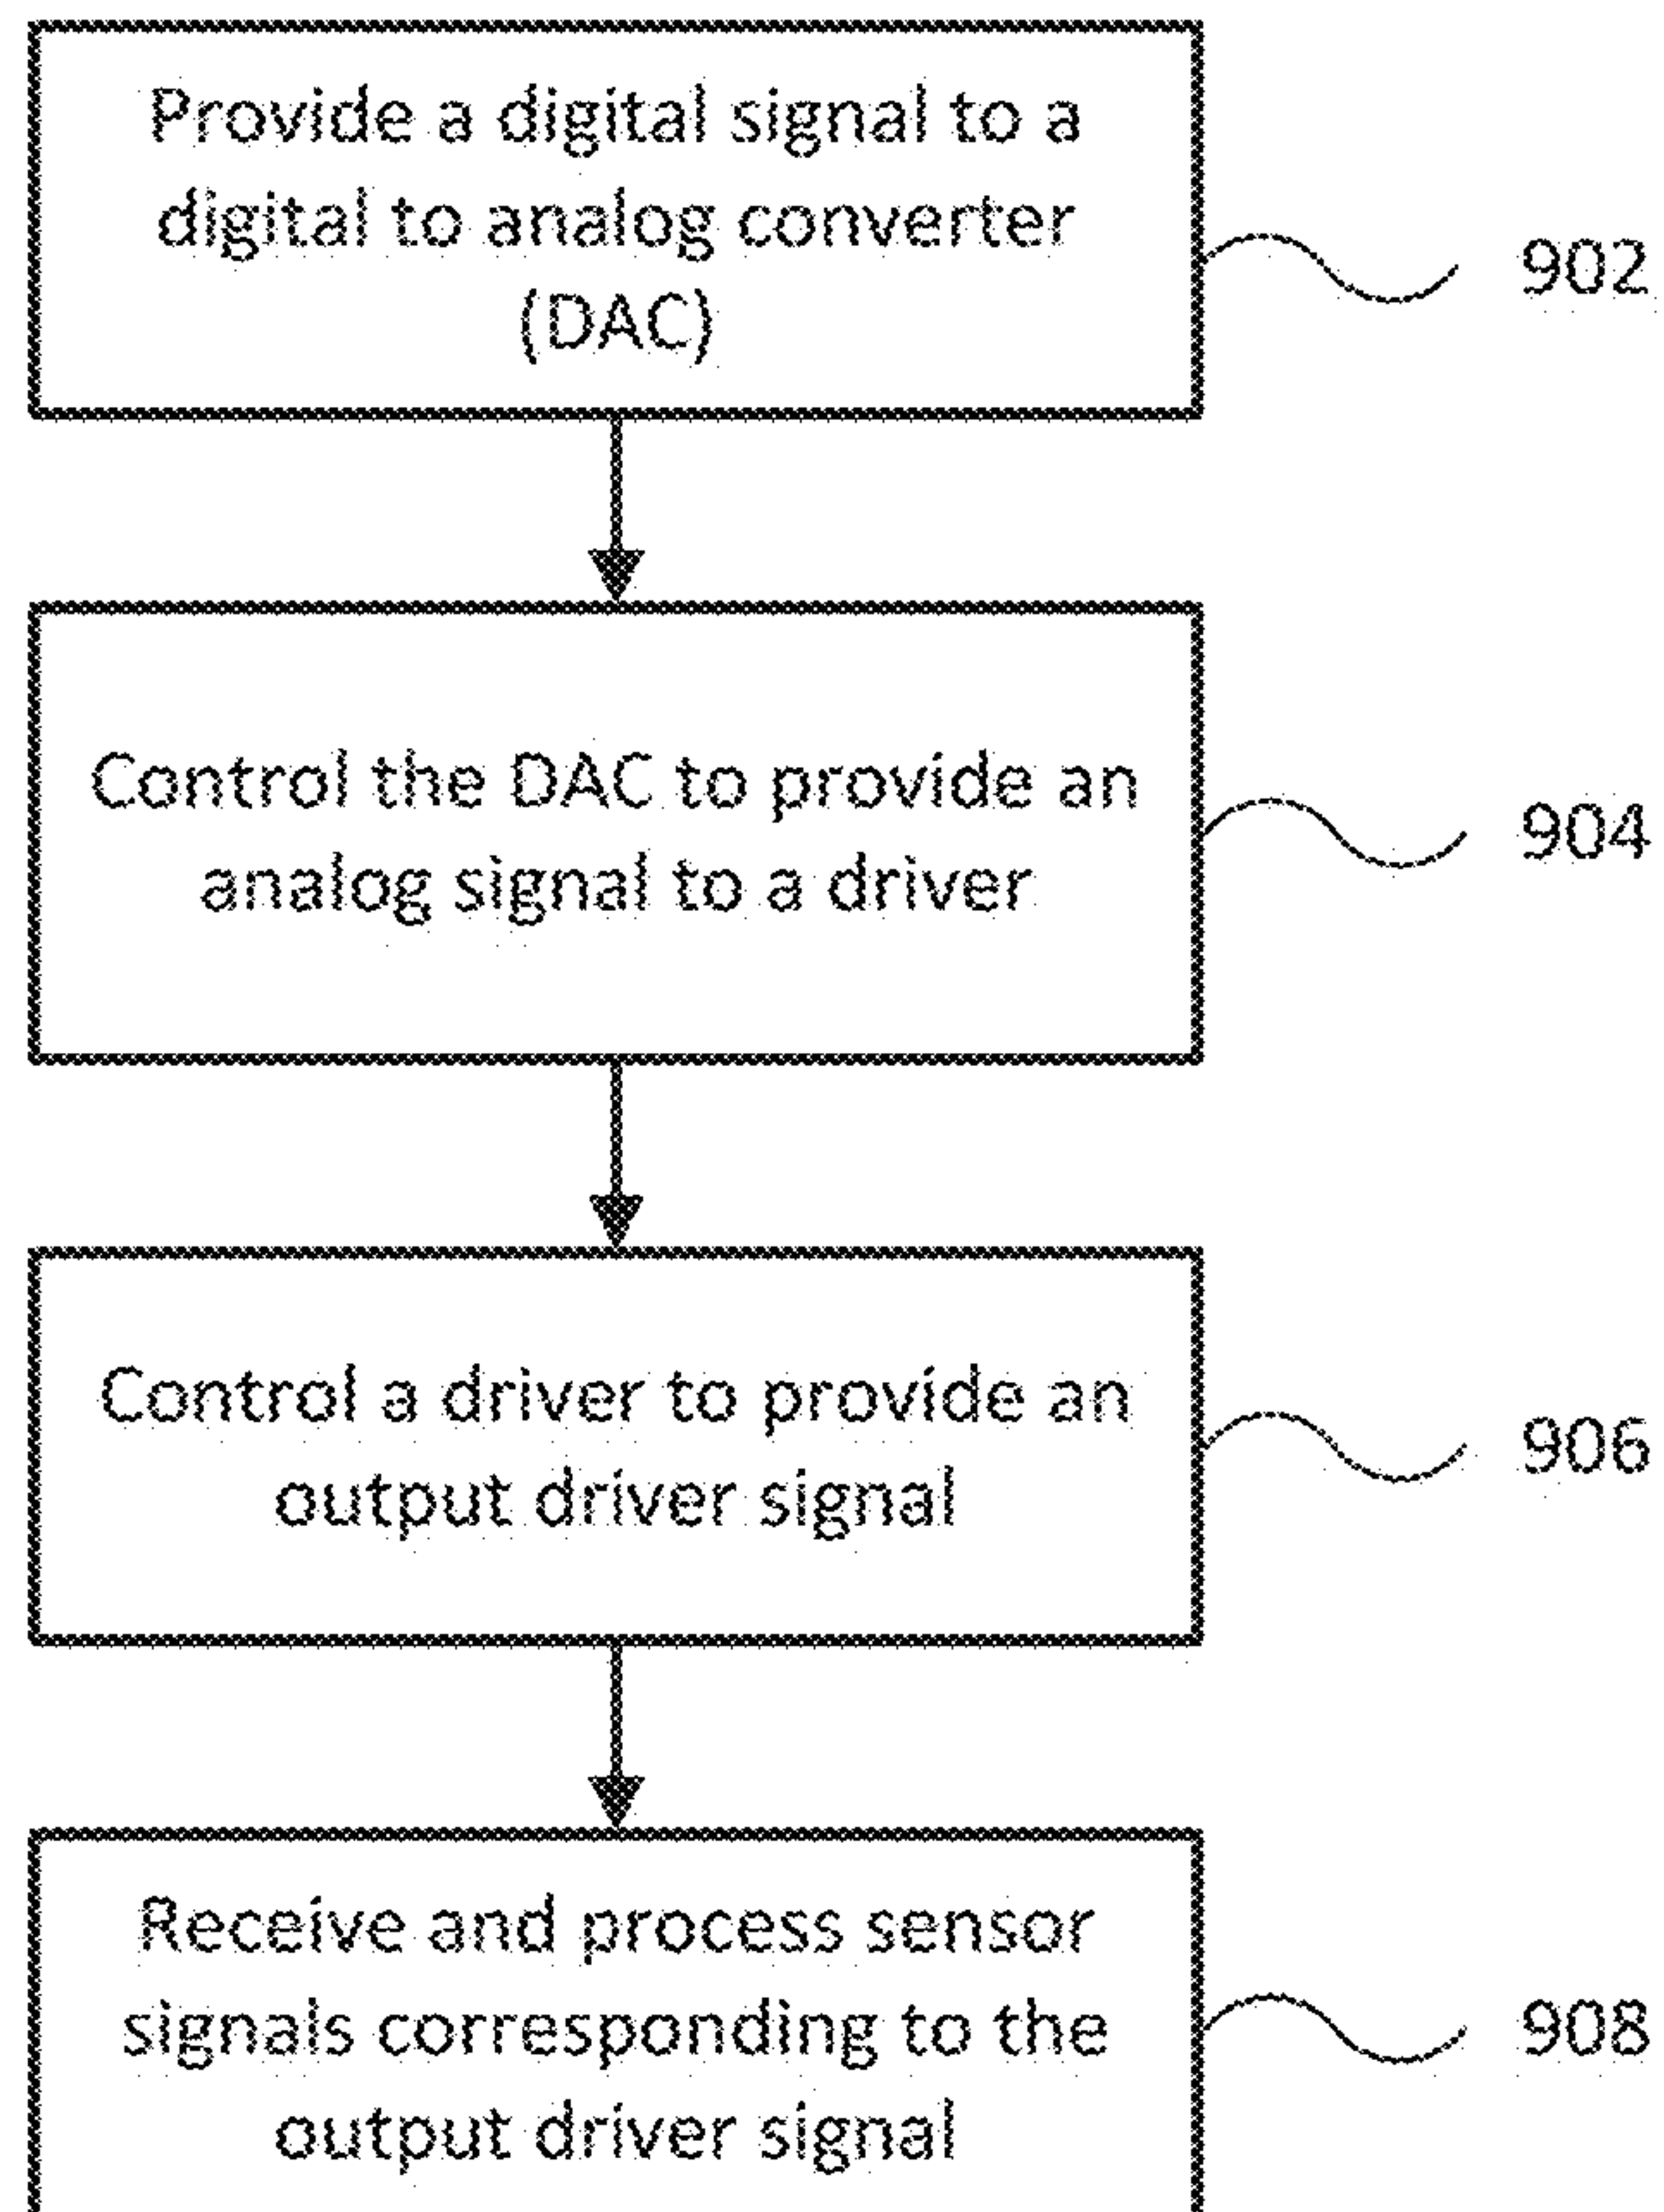 Provide a digital signal to a
digital to analog converter
(DAC)
902
Control the DAC to provide an
analog signal to a driver
904
Control a driver to provide an
output driver signal
906
Receive and process sensor
signals corresponding to the
output driver signal
908